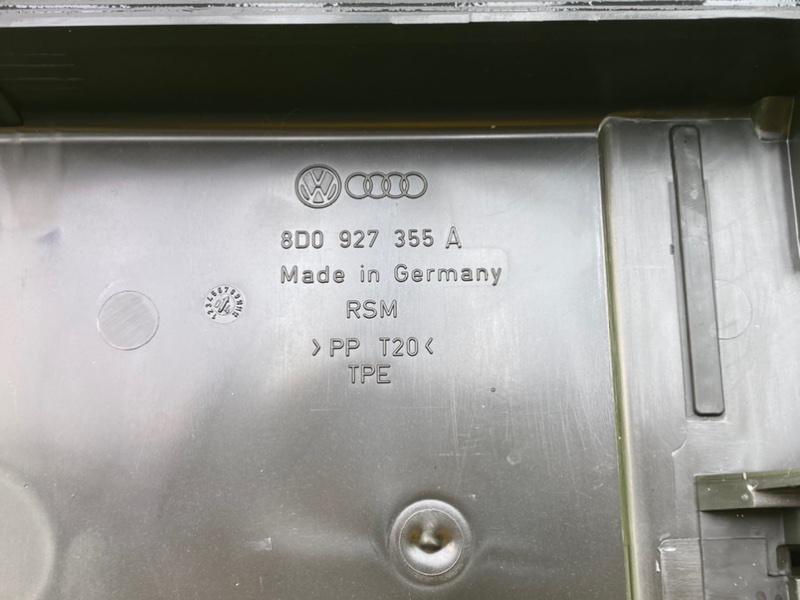 8D0 927 355 A
Made in Germany
RSM
>PP T20<
TPE